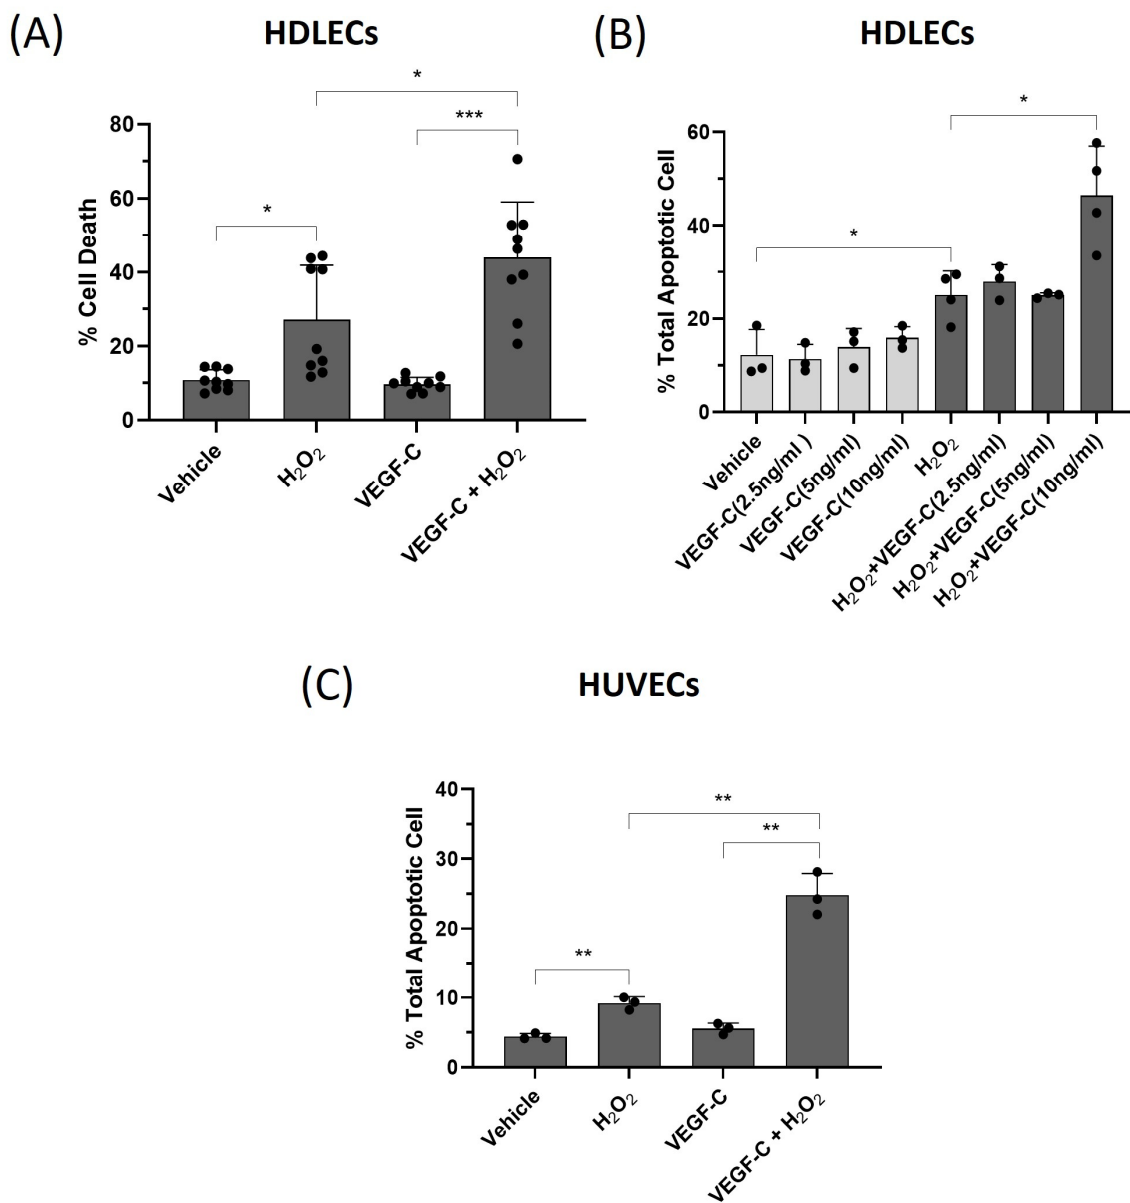 (A)
HDLECs
% Cell Death
80
60
40
20
0
*
*
***
Vehicle
H₂O₂
VEGF-C
VEGF-C + H₂O₂
(B)
HDLECs
% Total Apoptotic Cell
60
40
20
0
*
*
Vehicle
VEGF-C(2.5ng/ml )
VEGF-C(5ng/ml)
VEGF-C(10ng/ml)
H₂O₂
H₂O₂+VEGF-C(2.5ng/ml)
H₂O₂+VEGF-C(5ng/ml)
H₂O₂+VEGF-C(10ng/ml)
(C)
HUVECs
% Total Apoptotic Cell
40
30
20
10
0
**
**
**
Vehicle
H₂O₂
VEGF-C
VEGF-C + H₂O₂